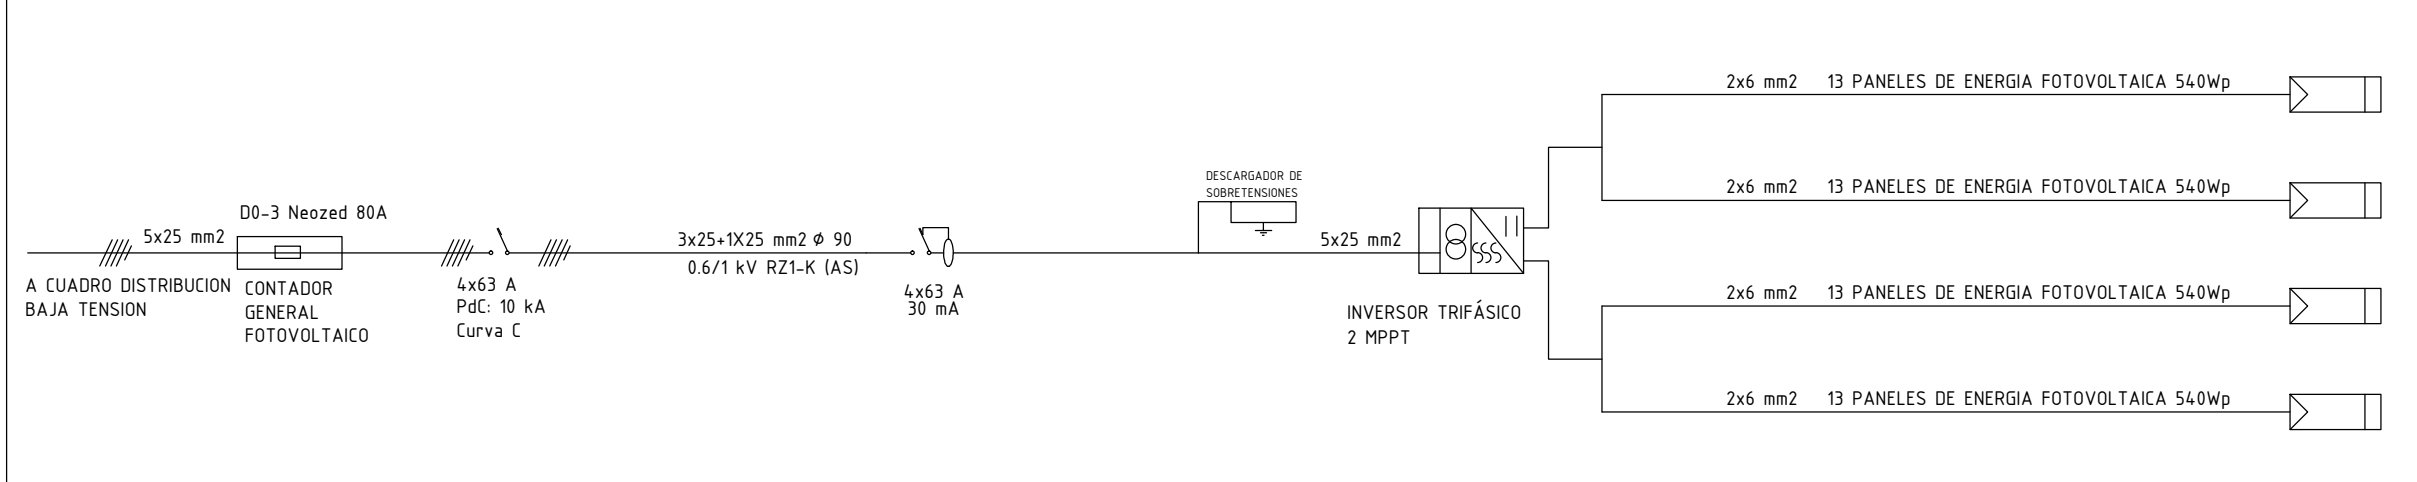 2x6 mm2 13 PANELES DE ENERGIA FOTOVOLTAICA 540Wp
2x6 mm2 13 PANELES DE ENERGIA FOTOVOLTAICA 540Wp
DESCARGADOR DE
SOBRETENSIONES
D0-3 Neozed 80A
5x25 mm2
3x25+1X25 mm2 ϕ 90
0.6/1 kV RZ1-K (AS)
5x25 mm2
A CUADRO DISTRIBUCION
BAJA TENSION
CONTADOR
GENERAL
FOTOVOLTAICO
4x63 A
PdC: 10 kA
Curva C
4x63 A
30 mA
INVERSOR TRIFÁSICO
2 MPPT
2x6 mm2 13 PANELES DE ENERGIA FOTOVOLTAICA 540Wp
2x6 mm2 13 PANELES DE ENERGIA FOTOVOLTAICA 540Wp